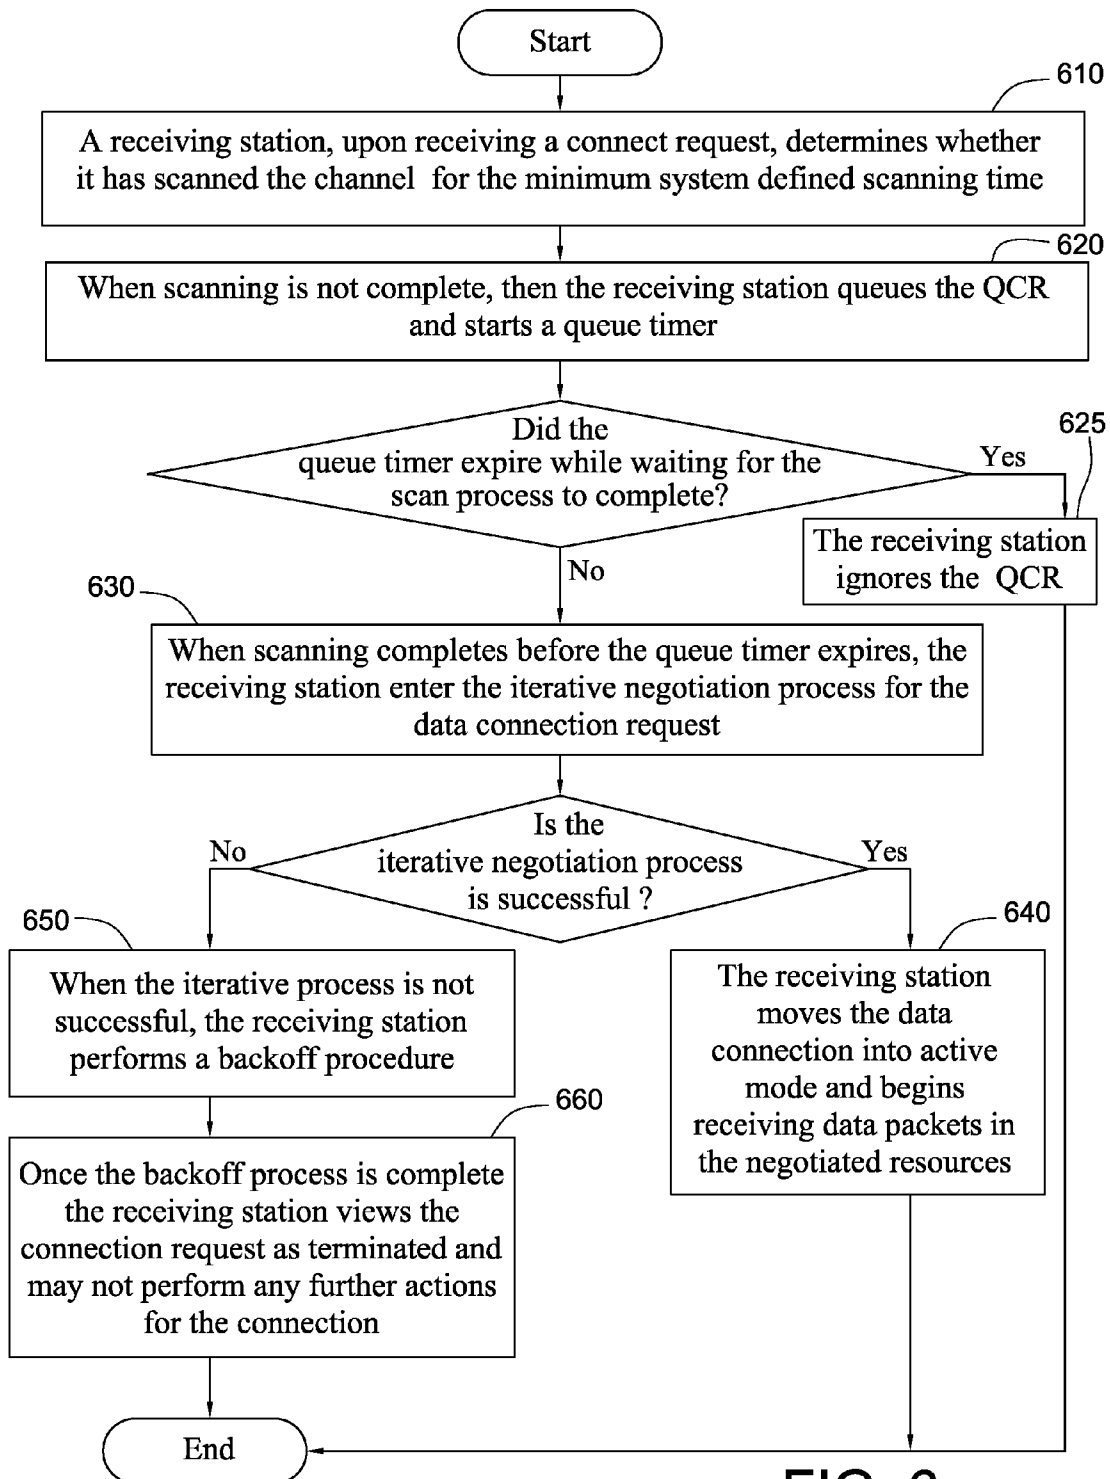 Start
610
A receiving station, upon receiving a connect request, determines whether
it has scanned the channel for the minimum system defined scanning time
620
When scanning is not complete, then the receiving station queues the QCR
and starts a queue timer
Did the
queue timer expire while waiting for the
scan process to complete?
Yes
625
The receiving station
ignores the QCR
No
630
When scanning completes before the queue timer expires, the
receiving station enter the iterative negotiation process for the
data connection request
Is the
iterative negotiation process
is successful ?
No
Yes
650
When the iterative process is not
successful, the receiving station
performs a backoff procedure
640
The receiving station
moves the data
connection into active
mode and begins
receiving data packets in
the negotiated resources
660
Once the backoff process is complete
the receiving station views the
connection request as terminated and
may not perform any further actions
for the connection
End